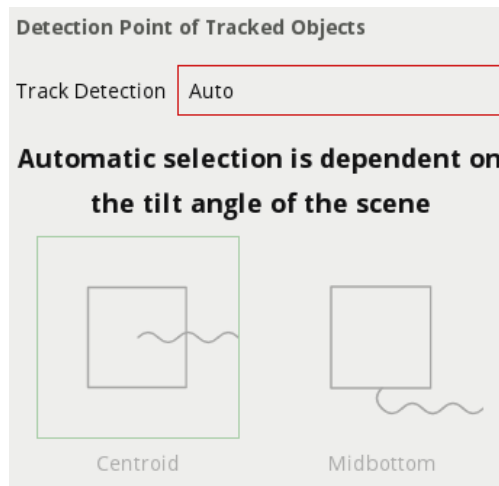 Detection Point of Tracked Objects
Track Detection Auto
Automatic selection is dependent on
the tilt angle of the scene
Centroid Midbottom